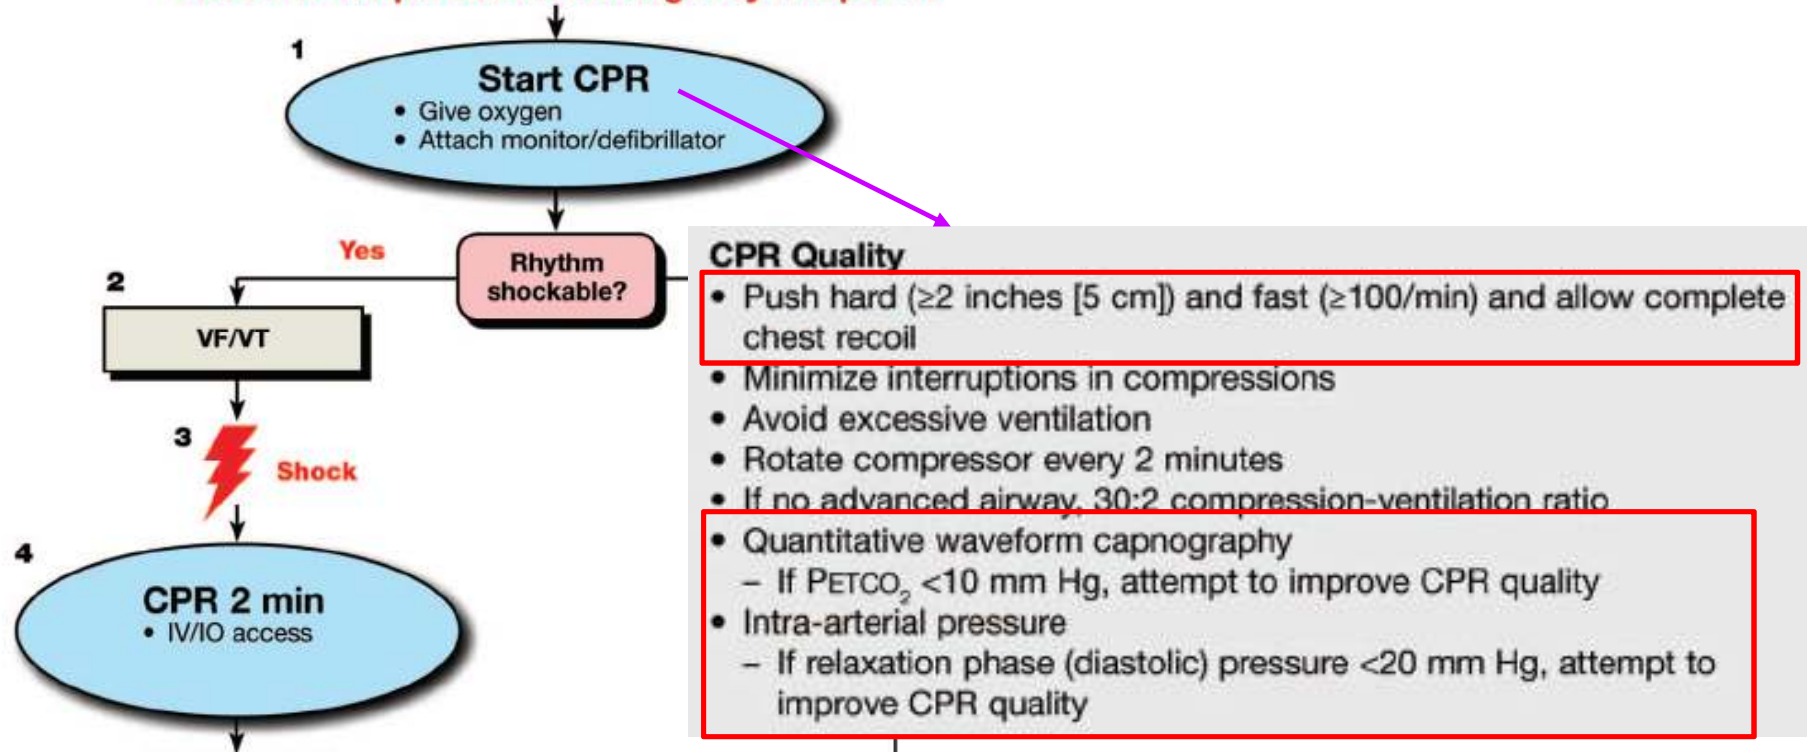 1
Start CPR
• Give oxygen
• Attach monitor/defibrillator
Yes
Rhythm
shockable?
2
VF/VT
3
Shock
4
CPR 2 min
• IV/IO access
CPR Quality
• Push hard (≥2 inches [5 cm]) and fast (≥100/min) and allow complete
chest recoil
• Minimize interruptions in compressions
• Avoid excessive ventilation
• Rotate compressor every 2 minutes
• If no advanced airway, 30:2 compression-ventilation ratio
• Quantitative waveform capnography
– If PETCO₂ <10 mm Hg, attempt to improve CPR quality
• Intra-arterial pressure
– If relaxation phase (diastolic) pressure <20 mm Hg, attempt to
improve CPR quality